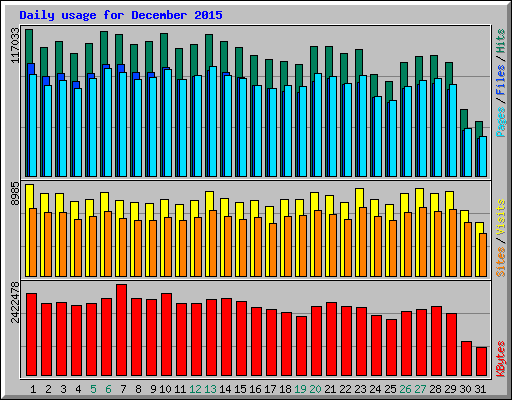 Daily usage for December 2015
117033
Pages / Files / Hits
8985
Sites / Visits
2422478
KBytes
1 2 3 4 5 6 7 8 9 10 11 12 13 14 15 16 17 18 19 20 21 22 23 24 25 26 27 28 29 30 31